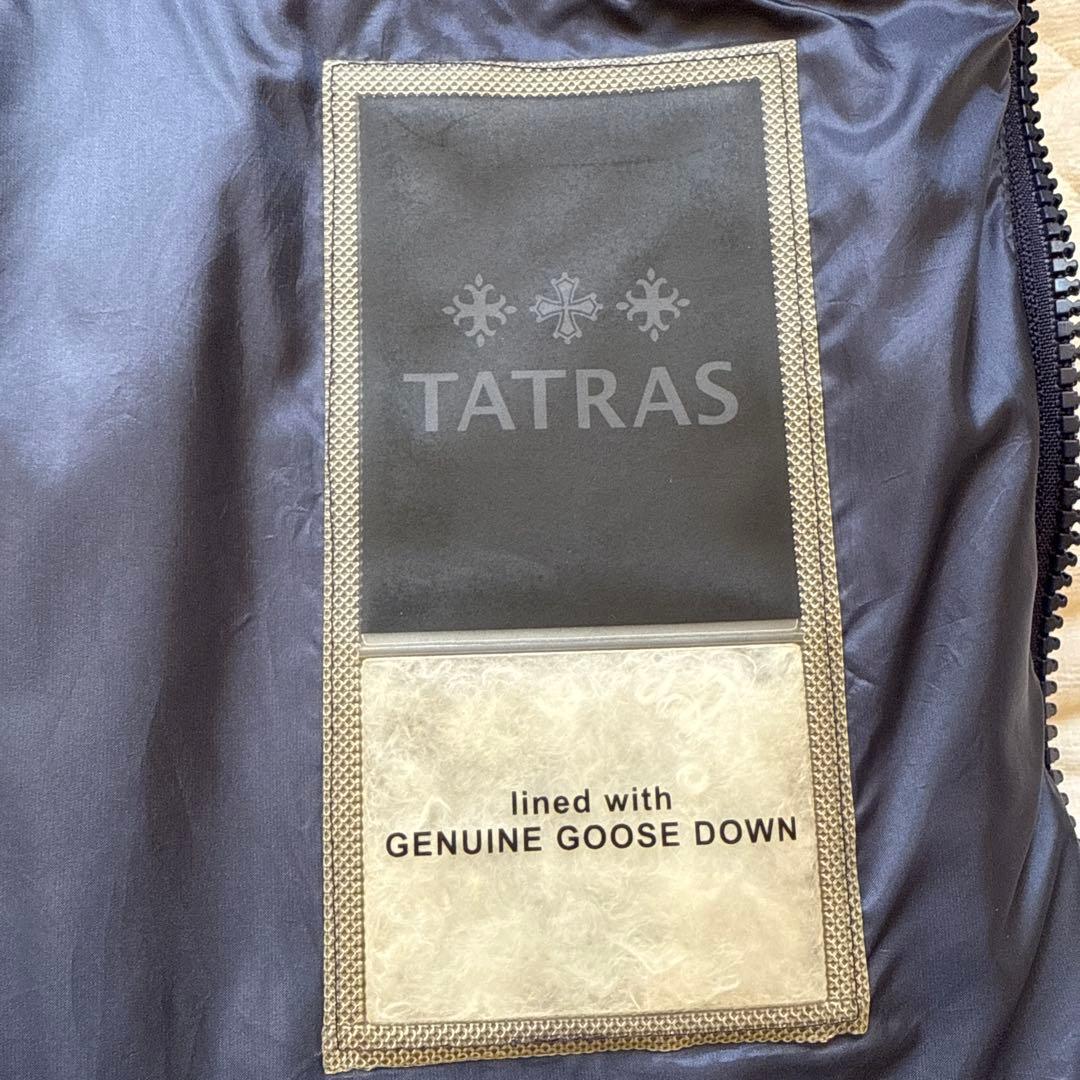 TATRAS
lined with
GENUINE GOOSE DOWN